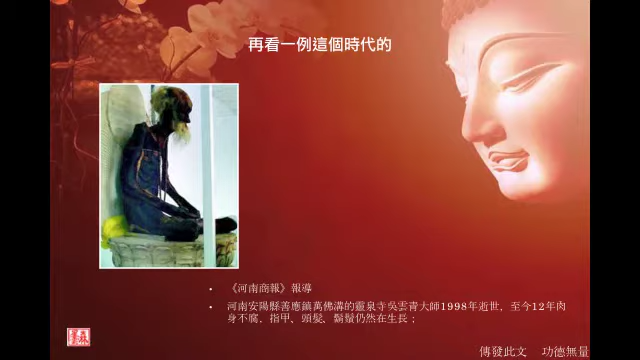 再看一例這個時代的
• 《河南商報》報導
• 河南安陽縣善應鎮萬佛溝的靈泉寺吳雲青大師1998年逝世，至今12年肉
身不腐，指甲、頭髮、鬍鬚仍然在生長；
傳發此文 功德無量